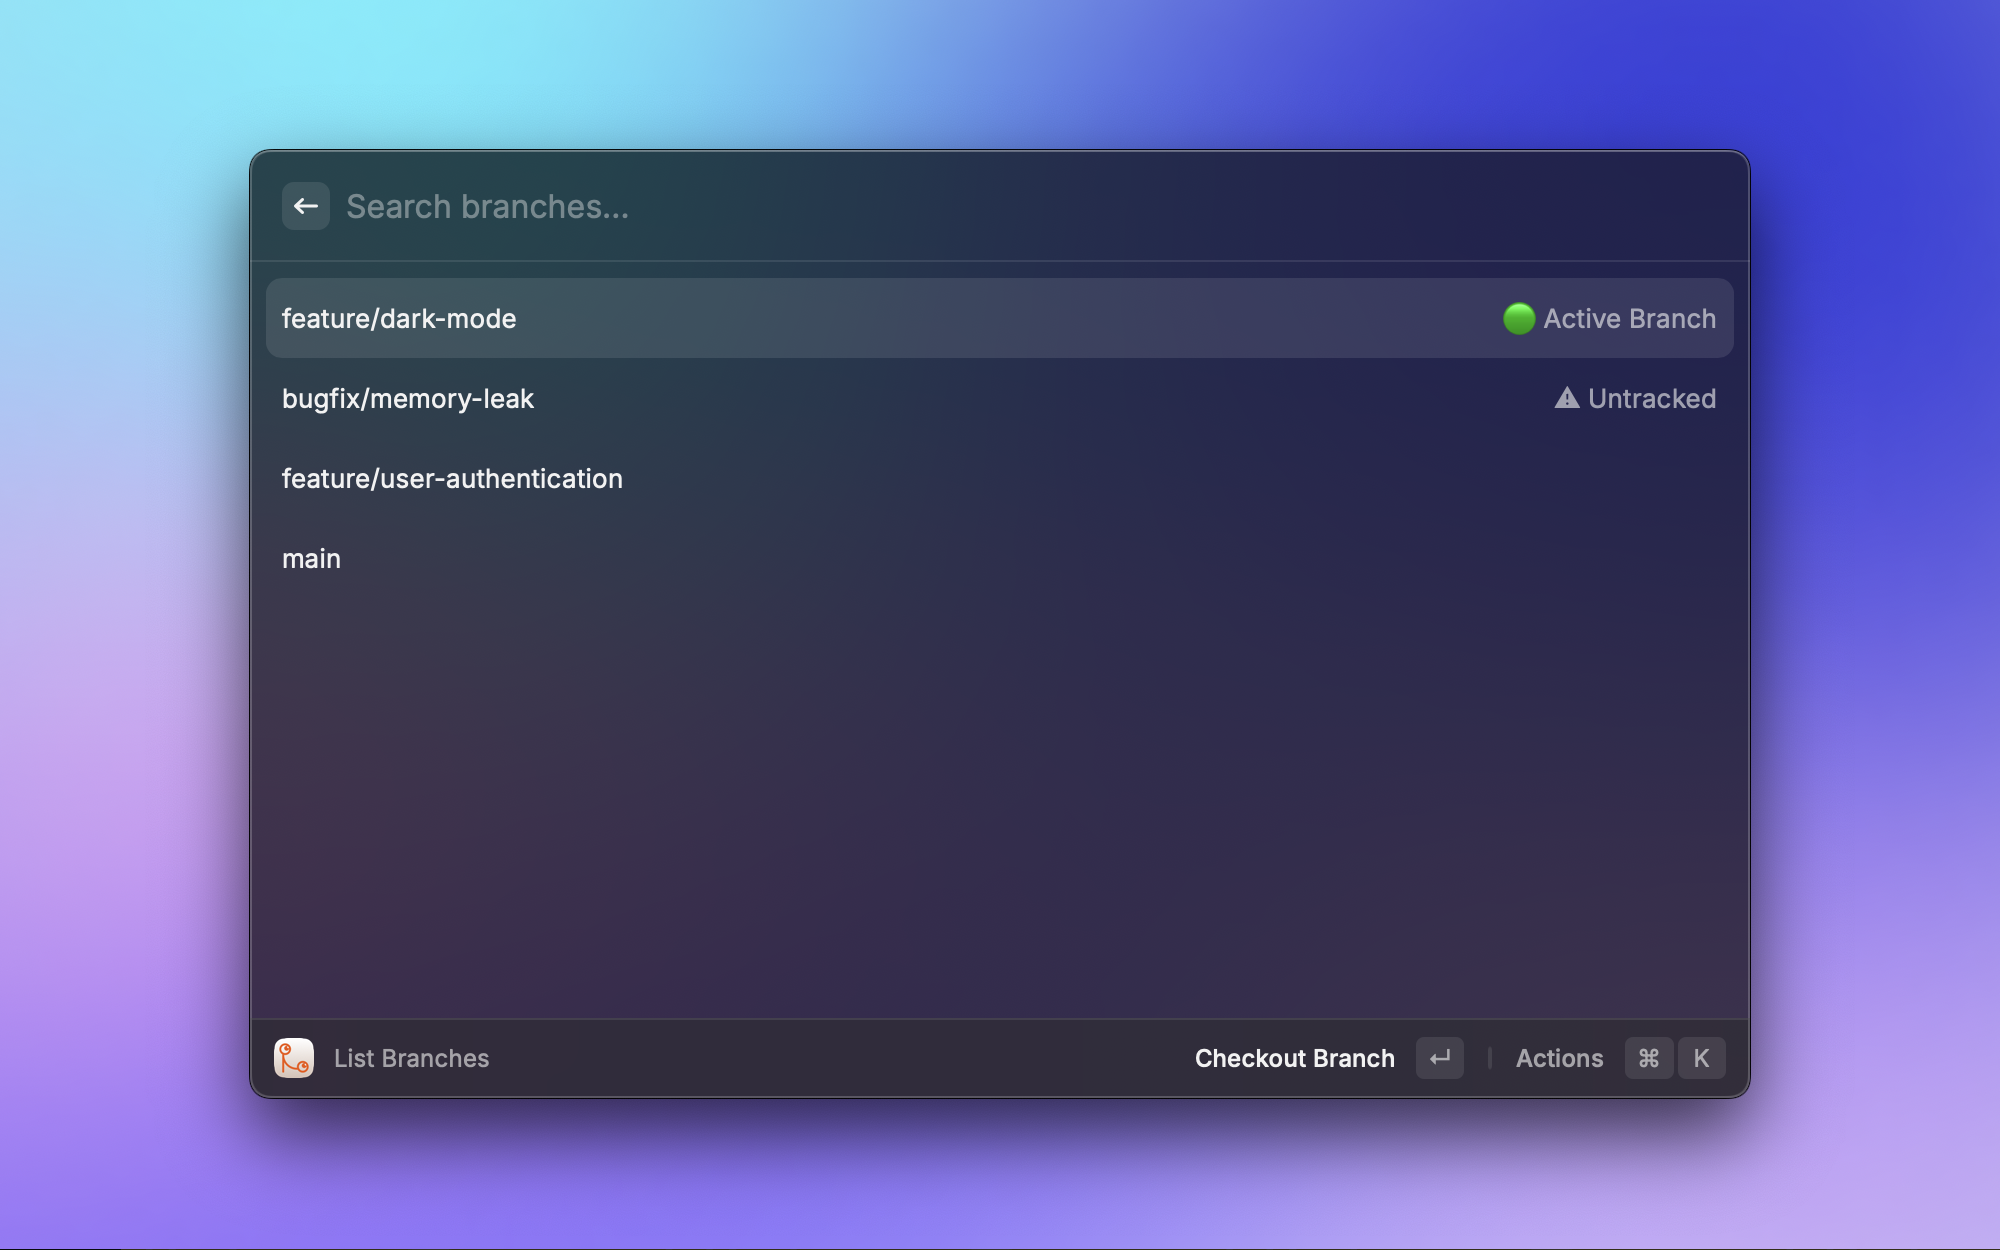 Search branches...
feature/dark-mode Active Branch
bugfix/memory-leak Untracked
feature/user-authentication
main
List Branches Checkout Branch Actions ⌘ K